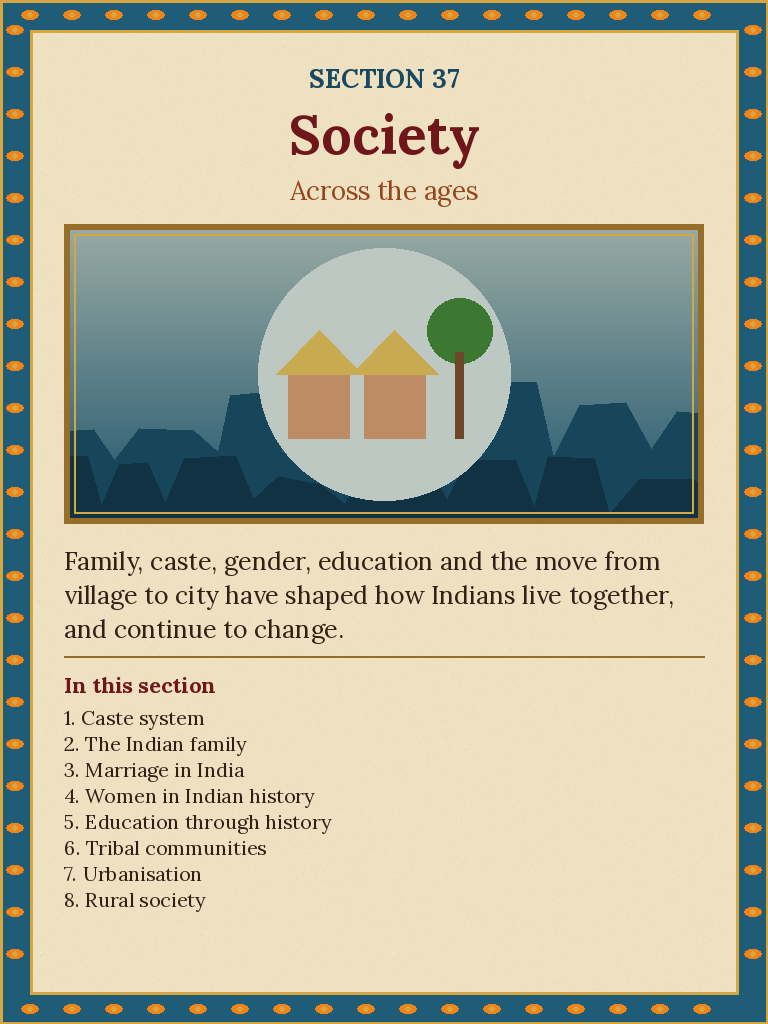 SECTION 37
Society
Across the ages
Family, caste, gender, education and the move from
village to city have shaped how Indians live together,
and continue to change.
In this section
1. Caste system
2. The Indian family
3. Marriage in India
4. Women in Indian history
5. Education through history
6. Tribal communities
7. Urbanisation
8. Rural society